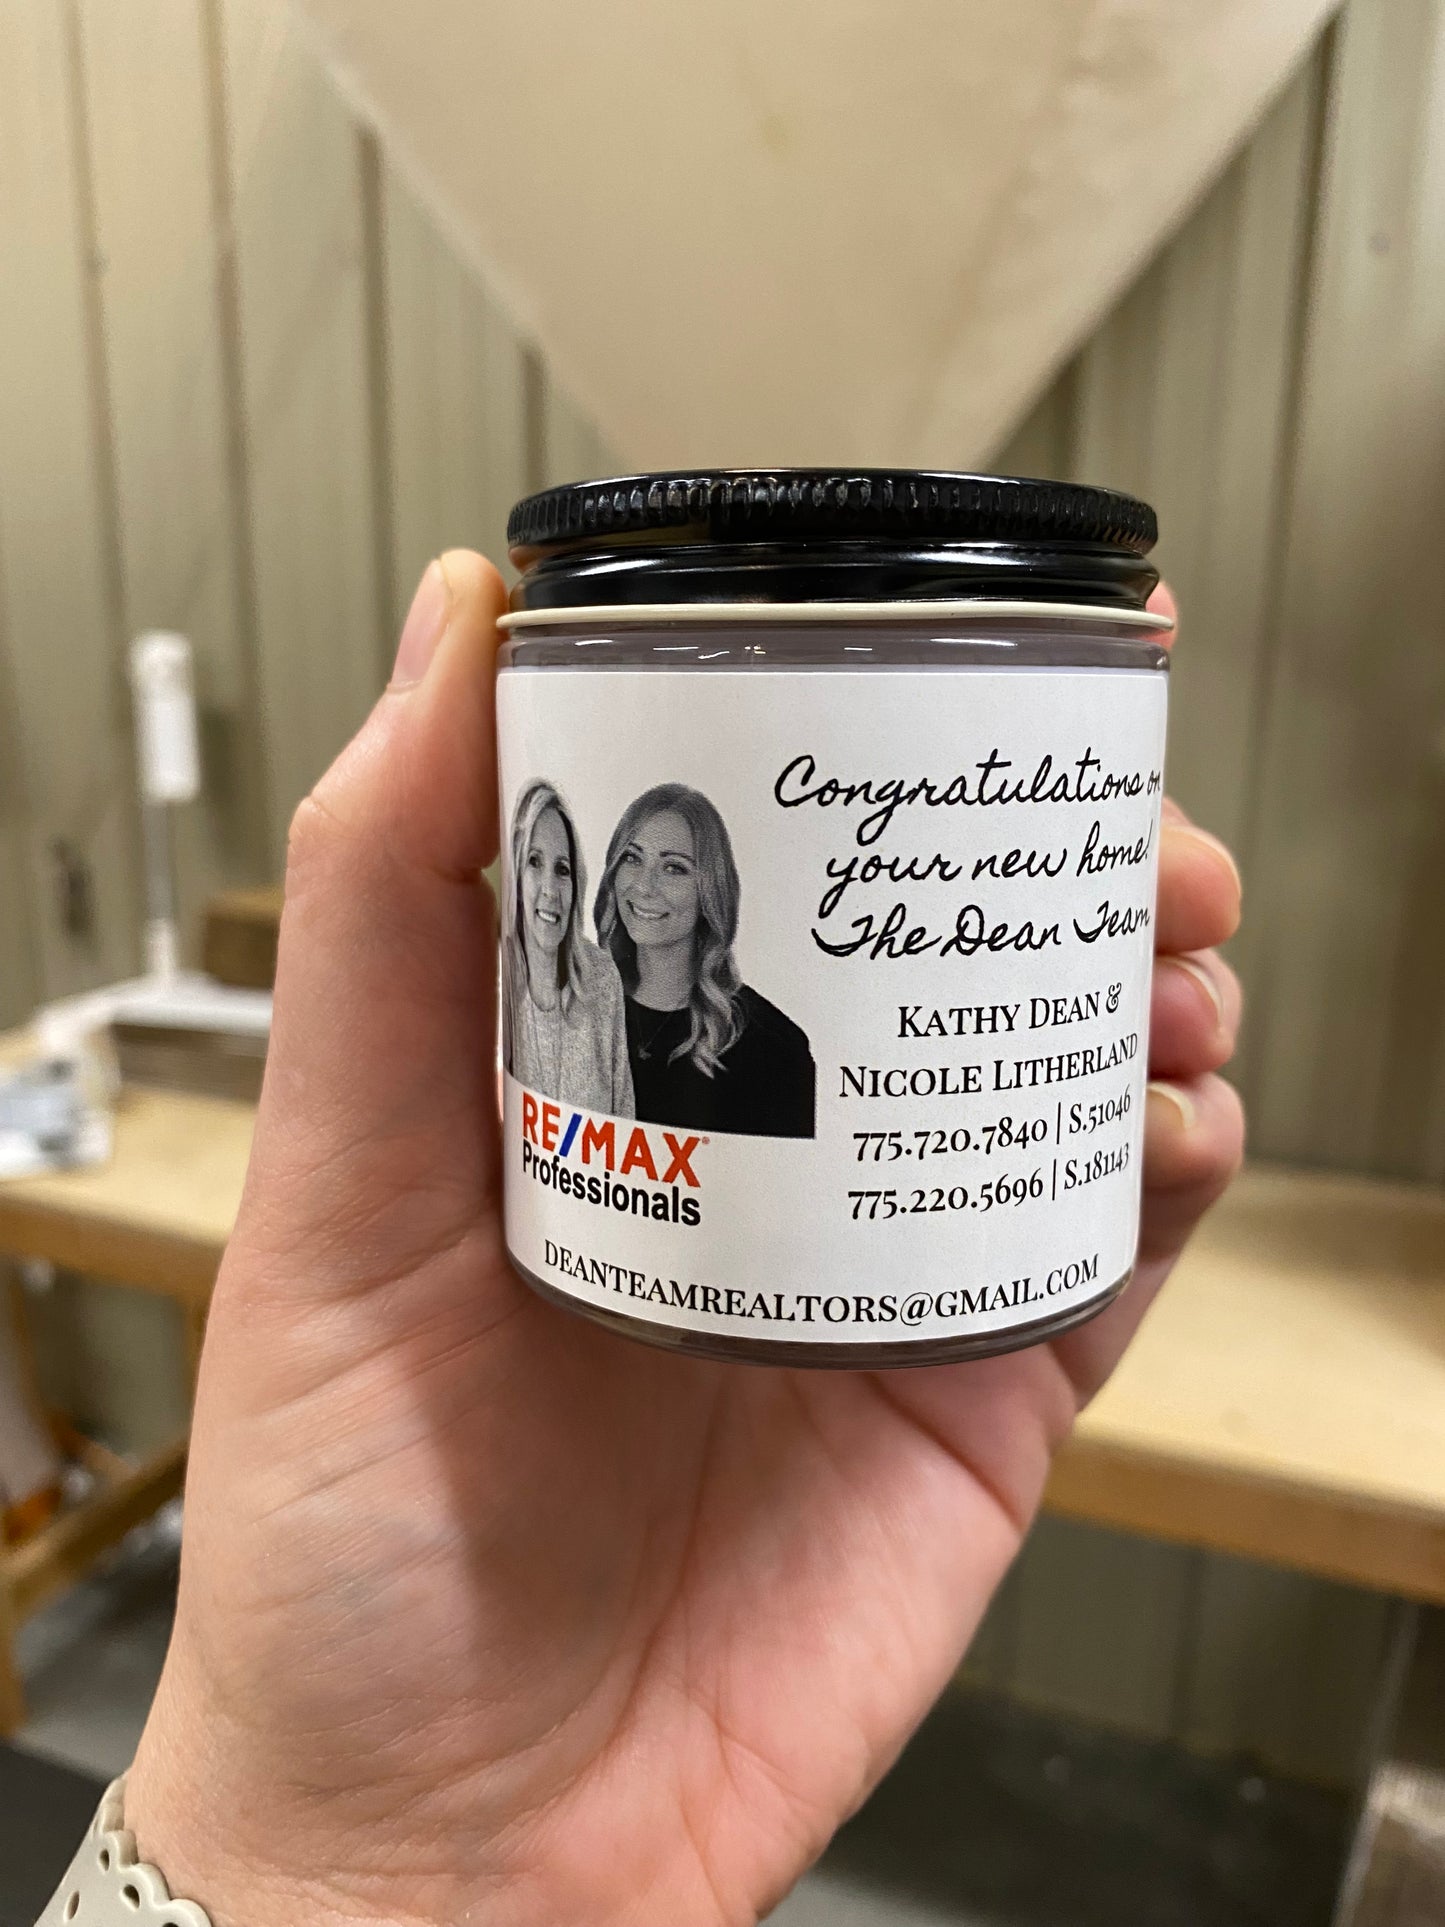 Congratulations on
your new home!
The Dean Team
KATHY DEAN &
NICOLE LITHERLAND
775.720.7840 | S.51046
775.220.5696 | S.181143
RE/MAX®
Professionals
DEANTEAMREALTORS@GMAIL.COM